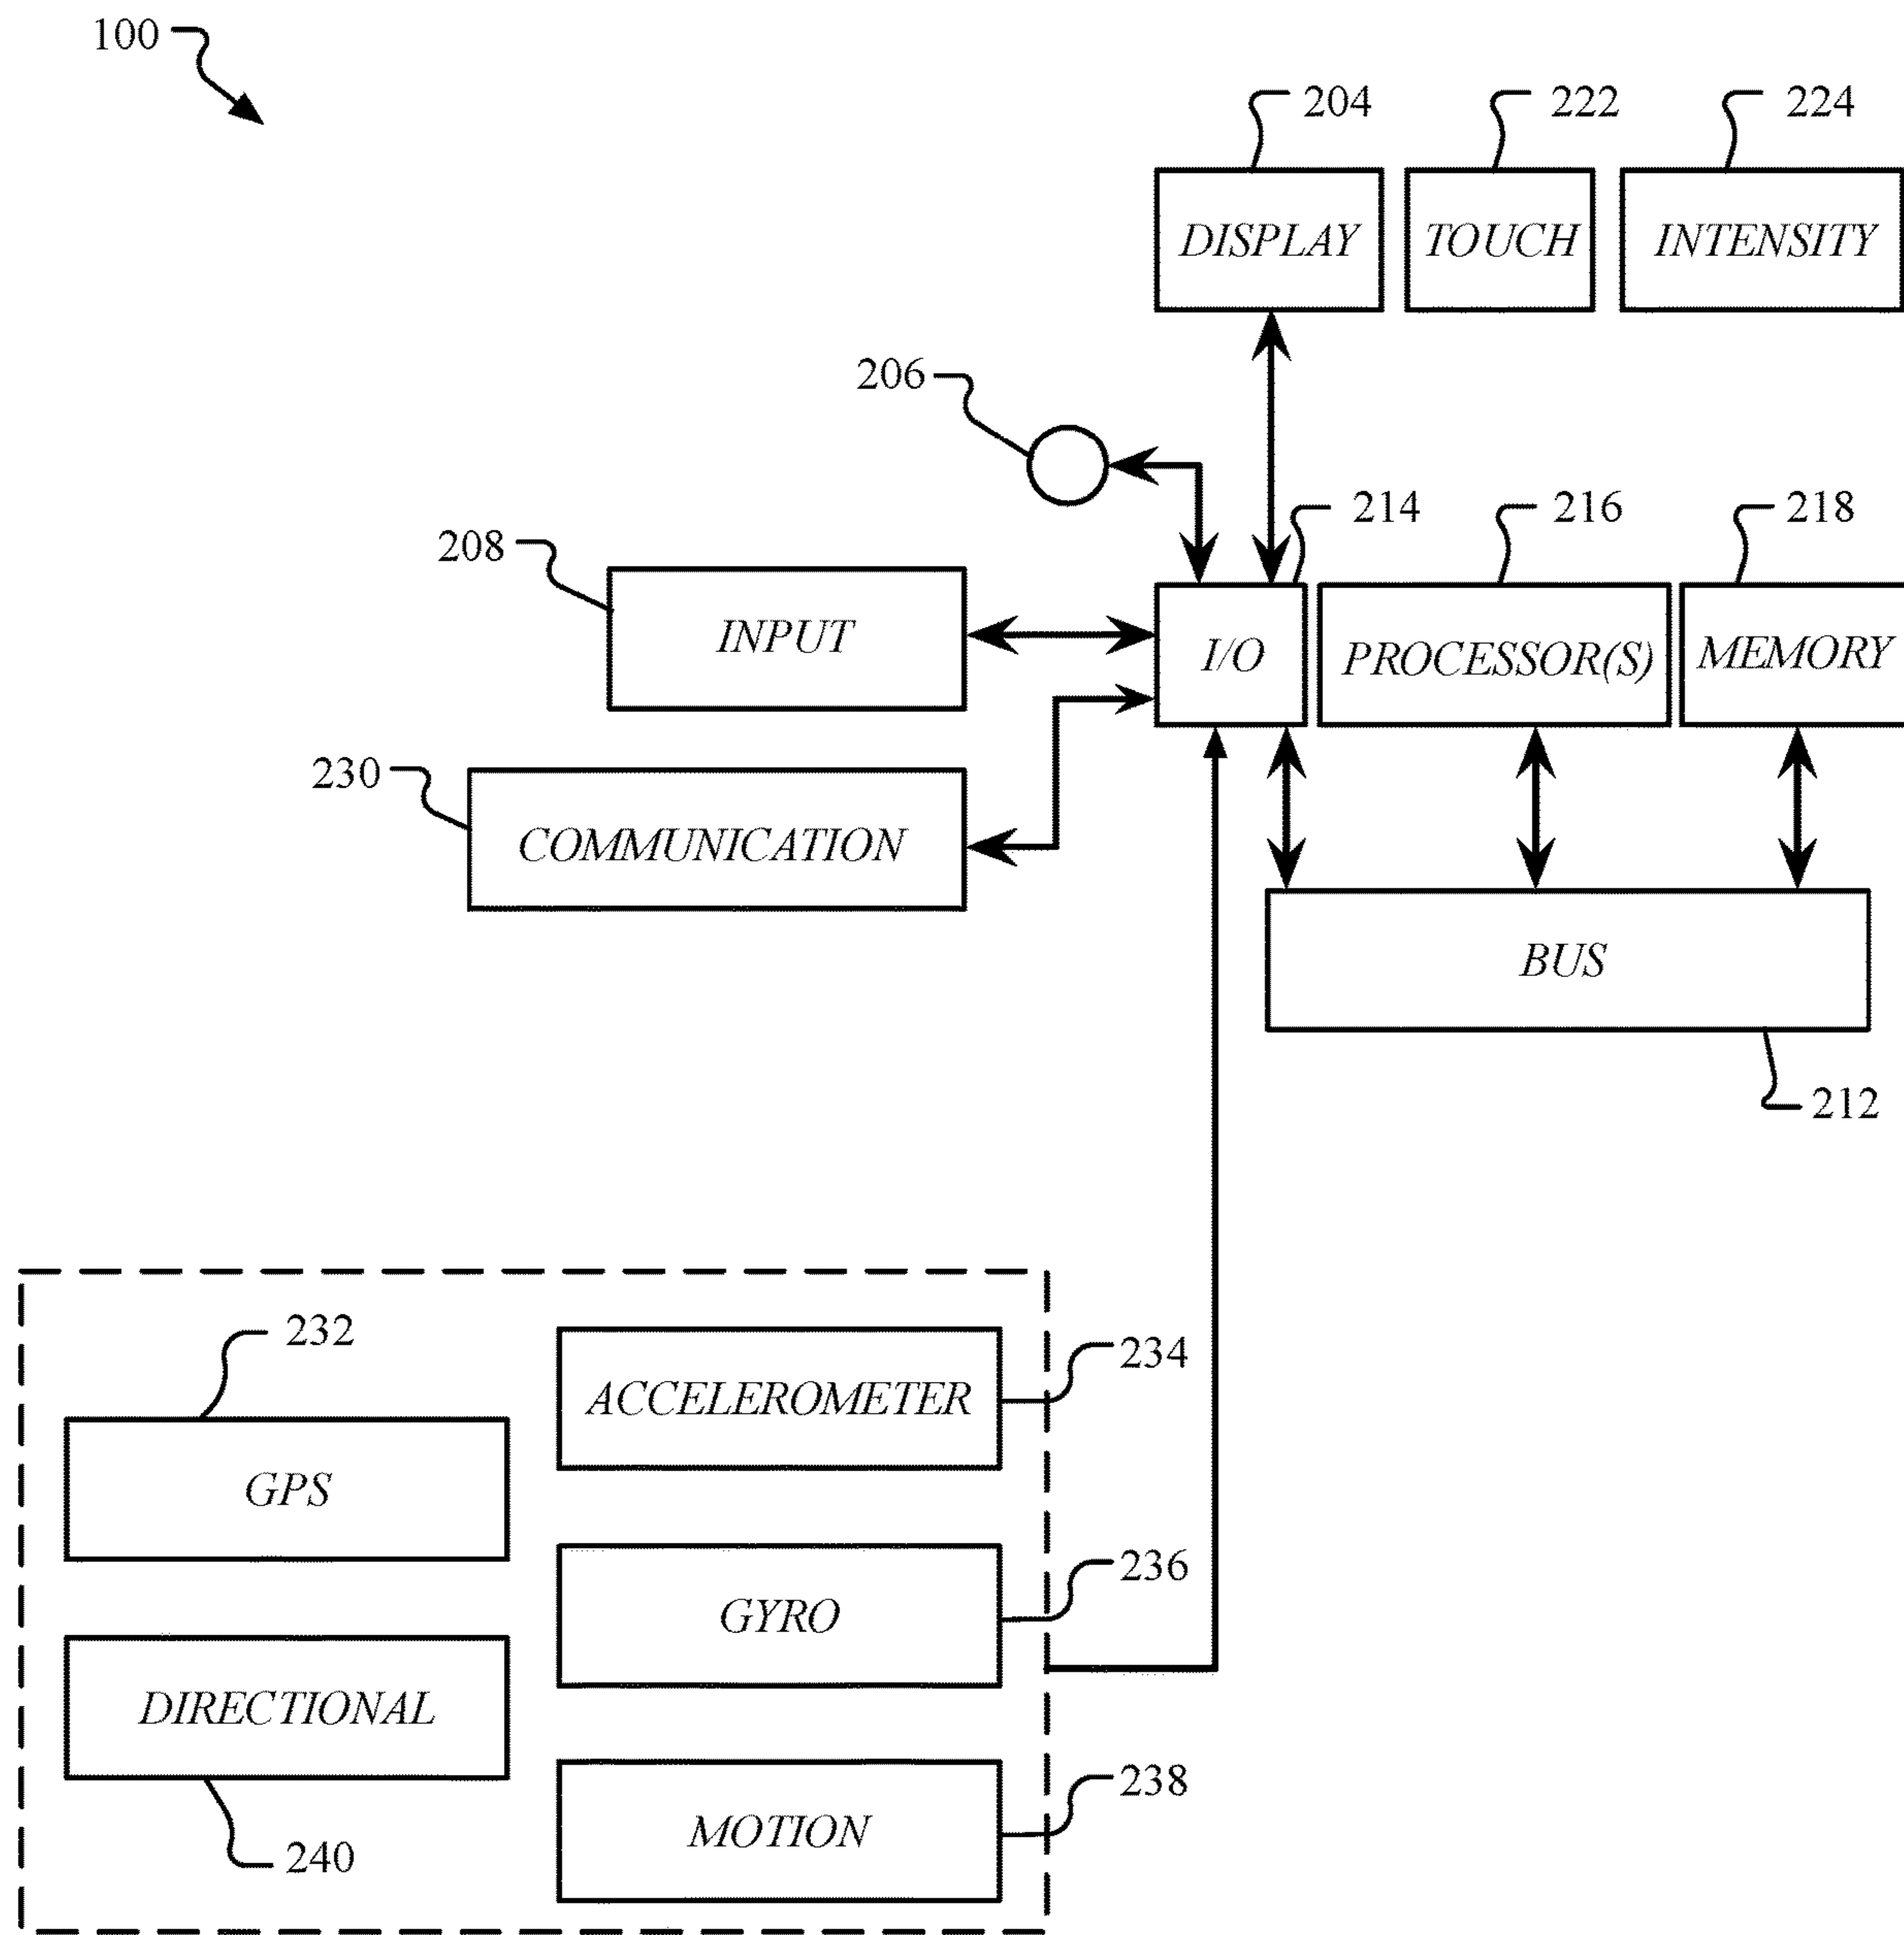 100
204 222 224
DISPLAY TOUCH INTENSITY
206
214 216 218
208
INPUT I/O PROCESSOR(S) MEMORY
230
COMMUNICATION
BUS
212
232
234
ACCELEROMETER
GPS
236
GYRO
DIRECTIONAL
238
MOTION
240